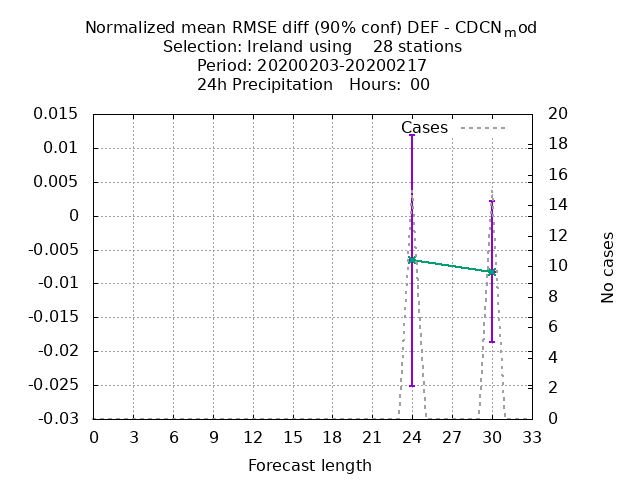 Normalized mean RMSE diff (90% conf) DEF - CDCN_mod
Selection: Ireland using    28 stations
Period: 20200203-20200217
24h Precipitation   Hours:  00
Cases
0.015
0.01
0.005
0
-0.005
-0.01
-0.015
-0.02
-0.025
-0.03
20
18
16
14
12
10
8
6
4
2
0
No cases
0 3 6 9 12 15 18 21 24 27 30 33
Forecast length